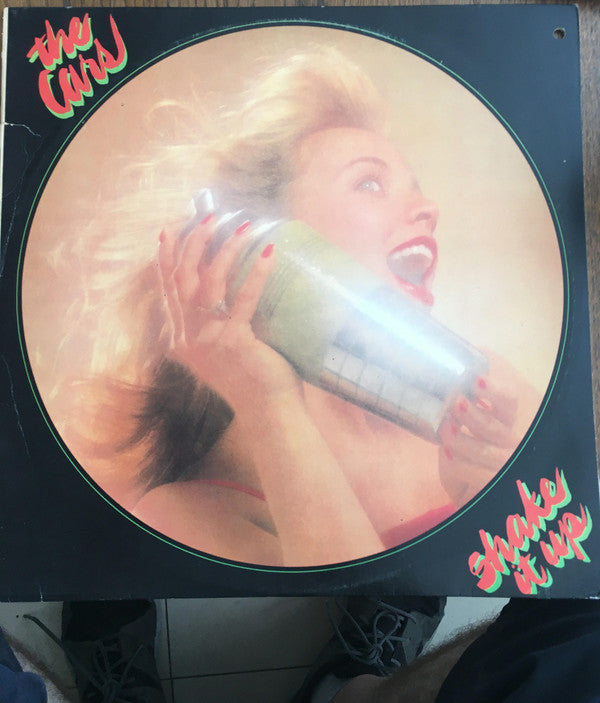 the
Cars
shake
it up